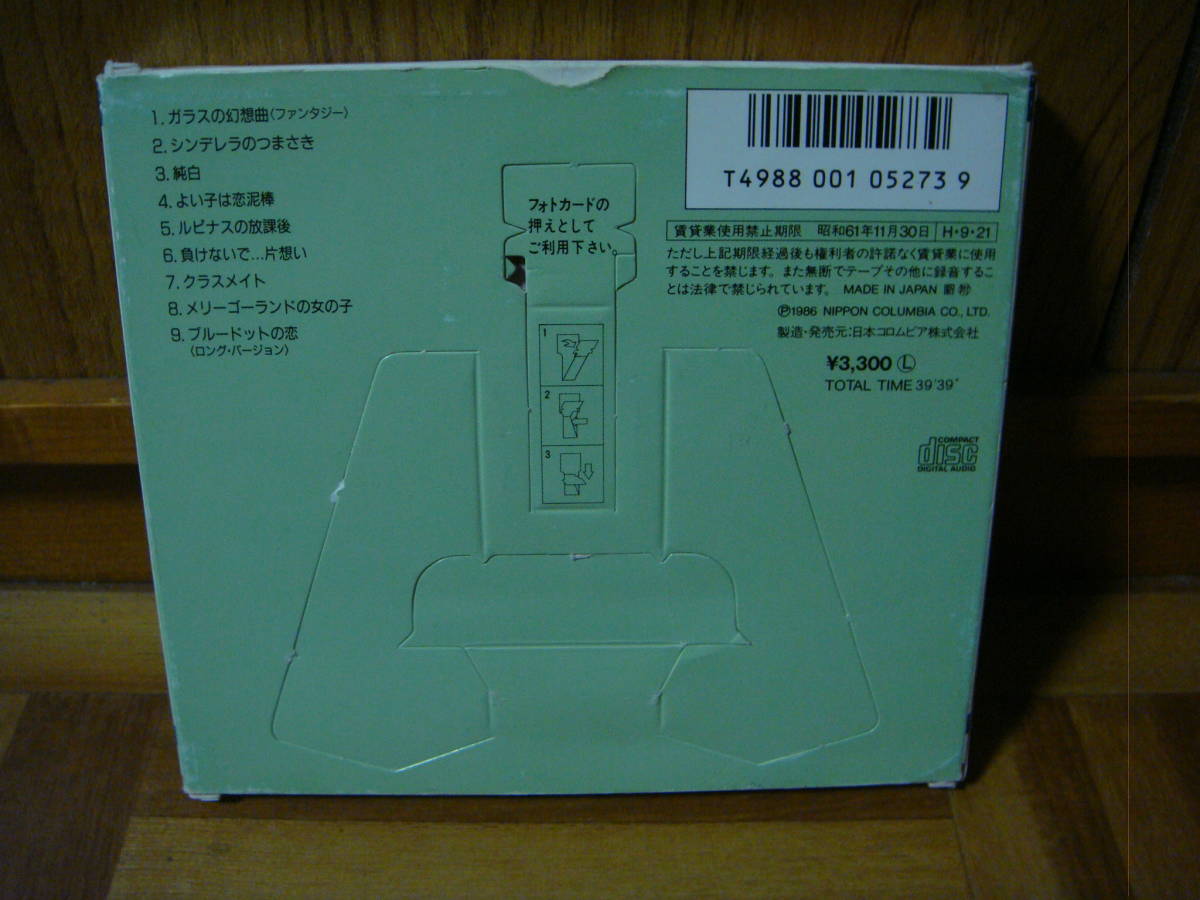 1. ガラスの幻想曲〈ファンタジー〉
2. シンデレラのつまさき
3. 純白
4. よい子は恋泥棒
5. ルピナスの放課後
6. 負けないで…片想い
7. クラスメイト
8. メリーゴーランドの女の子
9. ブルードットの恋
〈ロング・バージョン〉
フォトカードの
押えとして
ご利用下さい。
1
2
3
T4988 001 05273 9
賃貸業使用禁止期限 昭和61年11月30日 H・9・21
ただし上記期限経過後も権利者の許諾なく賃貸業に使用
することを禁じます。また無断でテープその他に録音するこ
とは法律で禁じられています。 MADE IN JAPAN
Ⓟ1986 NIPPON COLUMBIA CO., LTD.
製造・発売元:日本コロムビア株式会社
¥3,300 Ⓛ
TOTAL TIME 39'39"
COMPACT
disc
DIGITAL AUDIO